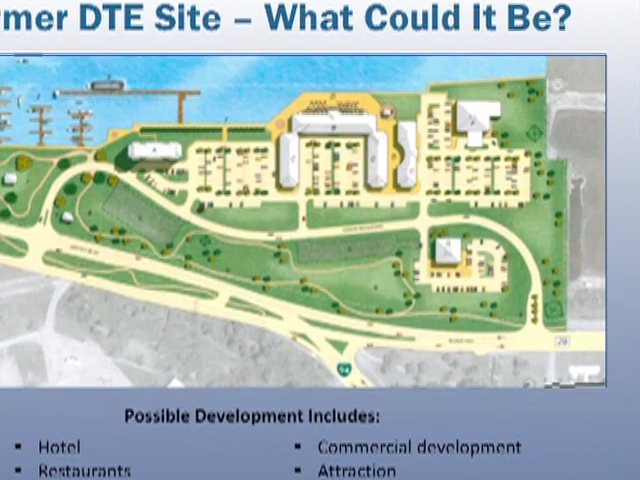 rmer DTE Site – What Could It Be?
Possible Development Includes:
▪ Hotel
▪ Commercial development
▪ Restaurants
▪ Attraction